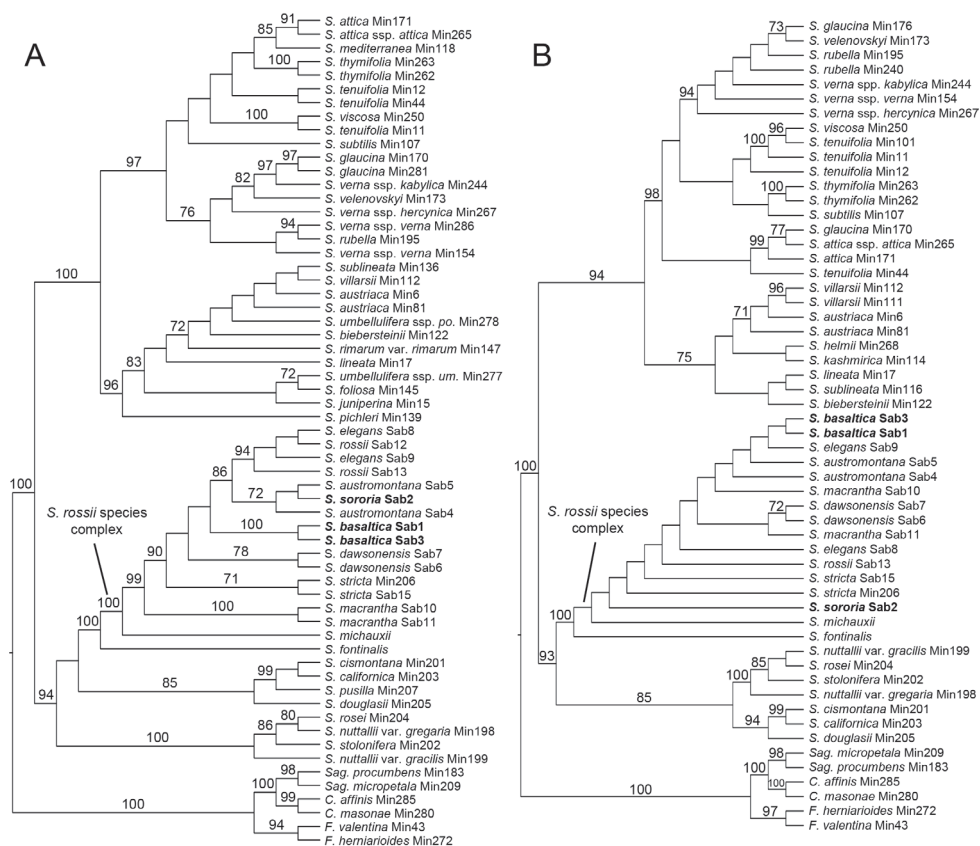 A
91
S. attica Min171
85
S. attica ssp. attica Min265
S. mediterranea Min118
100
S. thymifolia Min263
S. thymifolia Min262
S. tenuifolia Min12
S. tenuifolia Min44
100
S. viscosa Min250
S. tenuifolia Min11
S. subtilis Min107
97
97
S. glaucina Min170
97
S. glaucina Min281
82
S. verna ssp. kabylica Min244
S. velenovskyi Min173
76
S. verna ssp. hercynica Min267
94
S. verna ssp. verna Min286
S. rubella Min195
S. verna ssp. verna Min154
100
S. sublineata Min136
S. villarsii Min112
S. austriaca Min6
S. austriaca Min81
S. umbellulifera ssp. po. Min278
72
S. biebersteinii Min122
S. rimarum var. rimarum Min147
83
S. lineata Min17
72
S. umbellulifera ssp. um. Min277
S. foliosa Min145
S. juniperina Min15
96
S. pichleri Min139
S. elegans Sab8
S. rossii Sab12
94
S. elegans Sab9
S. rossii Sab13
86
S. austromontana Sab5
72
S. sororia Sab2
S. austromontana Sab4
100
S. basaltica Sab1
S. basaltica Sab3
100
S. rossii species
complex
90
78
S. dawsonensis Sab7
S. dawsonensis Sab6
99
71
S. stricta Min206
S. stricta Sab15
100
100
S. macrantha Sab10
S. macrantha Sab11
100
S. michauxii
S. fontinalis
94
85
99
S. cismontana Min201
S. californica Min203
S. pusilla Min207
S. douglasii Min205
100
86
80
S. rosei Min204
S. nuttallii var. gregaria Min198
S. stolonifera Min202
S. nuttallii var. gracilis Min199
98
Sag. procumbens Min183
100
Sag. micropetala Min209
99
C. affinis Min285
C. masonae Min280
100
94
F. valentina Min43
F. herniarioides Min272
B
73
S. glaucina Min176
S. velenovskyi Min173
S. rubella Min195
S. rubella Min240
94
S. verna spp. kabylica Min244
S. verna ssp. verna Min154
S. verna ssp. hercynica Min267
96
S. viscosa Min250
100
S. tenuifolia Min101
S. tenuifolia Min11
S. tenuifolia Min12
100
S. thymifolia Min263
S. thymifolia Min262
S. subtilis Min107
98
77
S. glaucina Min170
99
S. attica ssp. attica Min265
S. attica Min171
S. tenuifolia Min44
94
96
S. villarsii Min112
S. villarsii Min111
71
S. austriaca Min6
S. austriaca Min81
75
S. helmii Min268
S. kashmirica Min114
S. lineata Min17
S. sublineata Min116
S. biebersteinii Min122
S. basaltica Sab3
S. basaltica Sab1
S. elegans Sab9
S. austromontana Sab5
S. austromontana Sab4
100
S. macrantha Sab10
S. rossii species
complex
72
S. dawsonensis Sab7
S. dawsonensis Sab6
S. macrantha Sab11
S. elegans Sab8
S. rossii Sab13
S. stricta Sab15
S. stricta Min206
S. sororia Sab2
100
S. michauxii
S. fontinalis
93
S. nuttallii var. gracilis Min199
85
S. rosei Min204
100
S. stolonifera Min202
85
S. nuttallii var. gregaria Min198
99
S. cismontana Min201
94
S. californica Min203
S. douglasii Min205
98
Sag. micropetala Min209
100
Sag. procumbens Min183
100
C. affinis Min285
C. masonae Min280
100
97
F. herniarioides Min272
F. valentina Min43